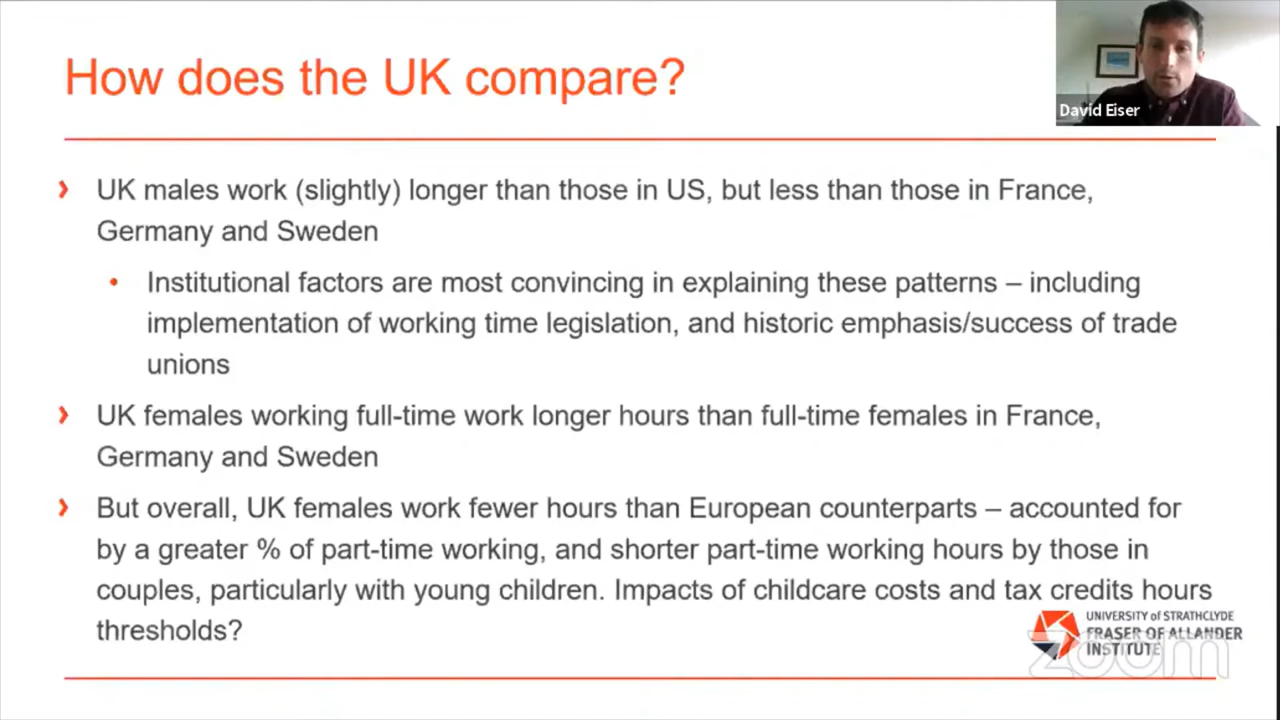 How does the UK compare?
David Eiser
UK males work (slightly) longer than those in US, but less than those in France,
Germany and Sweden
Institutional factors are most convincing in explaining these patterns – including
implementation of working time legislation, and historic emphasis/success of trade
unions
UK females working full-time work longer hours than full-time females in France,
Germany and Sweden
But overall, UK females work fewer hours than European counterparts – accounted for
by a greater % of part-time working, and shorter part-time working hours by those in
couples, particularly with young children. Impacts of childcare costs and tax credits hours
thresholds?
UNIVERSITY of STRATHCLYDE
FRASER OF ALLANDER
INSTITUTE
zoom